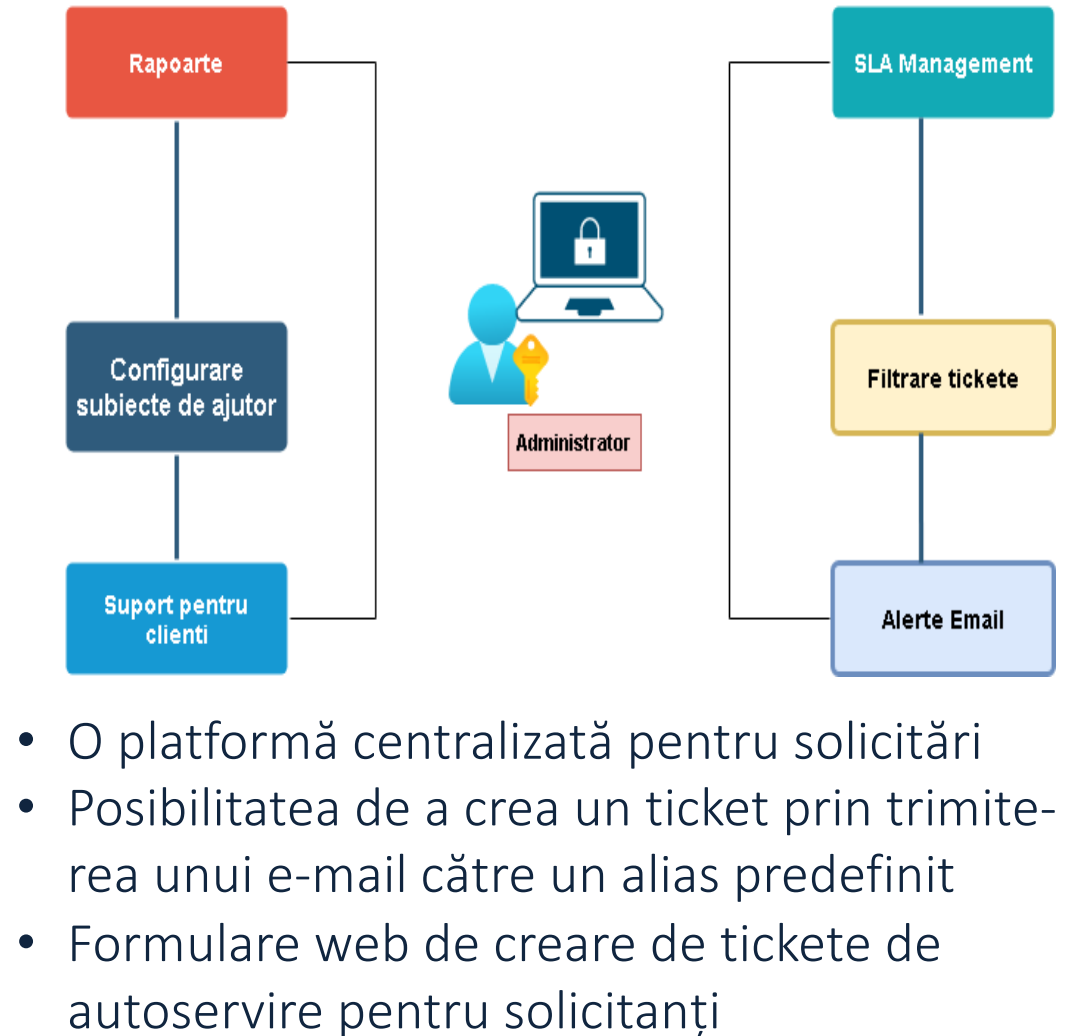 Rapoarte
SLA Management
Configurare
subiecte de ajutor
Filtrare tickete
Administrator
Suport pentru
clienti
Alerte Email
• O platformă centralizată pentru solicitări
• Posibilitatea de a crea un ticket prin trimite-
rea unui e-mail către un alias predefinit
• Formulare web de creare de tickete de
autoservire pentru solicitanți